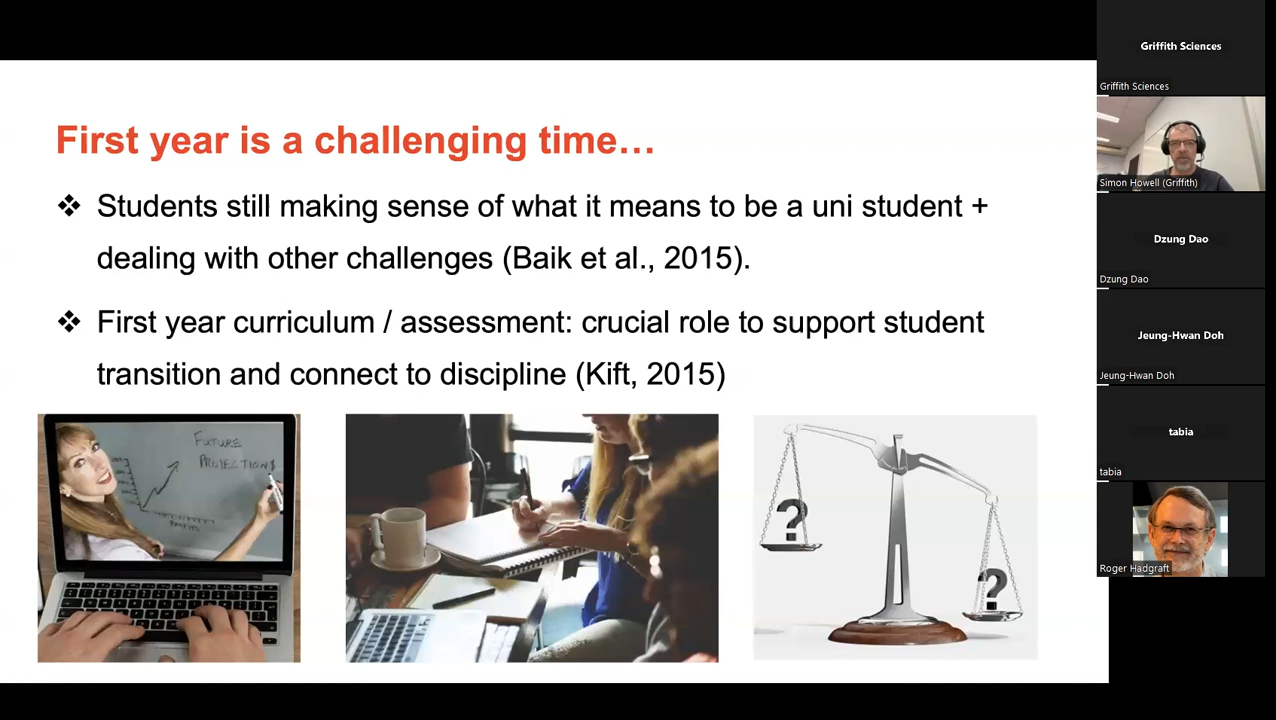 First year is a challenging time…
❖ Students still making sense of what it means to be a uni student +
dealing with other challenges (Baik et al., 2015).
❖ First year curriculum / assessment: crucial role to support student
transition and connect to discipline (Kift, 2015)
FUTURE
PROJECTIONS
PROFITS
?
?
Griffith Sciences
Griffith Sciences
Simon Howell (Griffith)
Dzung Dao
Dzung Dao
Jeung-Hwan Doh
Jeung-Hwan Doh
tabia
tabia
Roger Hadgraft